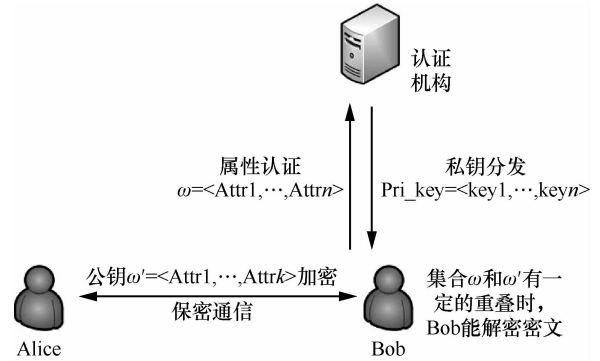 认证
机构
属性认证
ω=<Attr1,⋯,Attrn>
私钥分发
Pri_key=<key1,⋯,keyn>
公钥ω′=<Attr1,⋯,Attrk>加密
保密通信
Alice
Bob
集合ω和ω′有一
定的重叠时，
Bob能解密密文